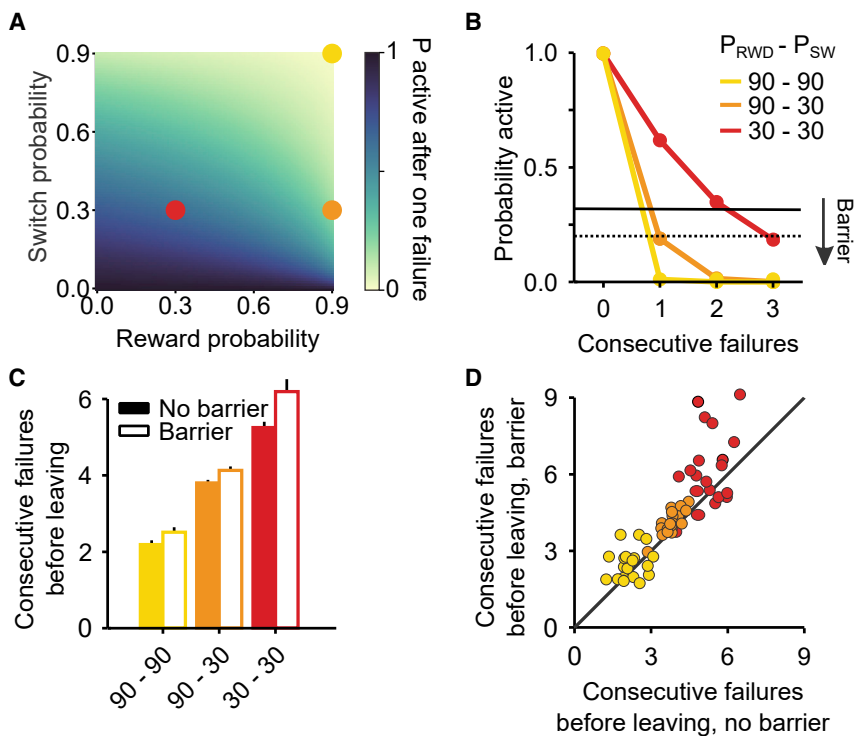 A
Switch probability
0.9
0.6
0.3
0.0
0.0 0.3 0.6 0.9
Reward probability
1
0
P active after one failure
B
Probability active
1.0
0.5
0.0
0 1 2 3
Consecutive failures
PRWD - PSW
90 - 90
90 - 30
30 - 30
Barrier
C
Consecutive failures
before leaving
6
4
2
0
No barrier
Barrier
90 - 90
90 - 30
30 - 30
D
Consecutive failures
before leaving, barrier
9
6
3
0
0 3 6 9
Consecutive failures
before leaving, no barrier